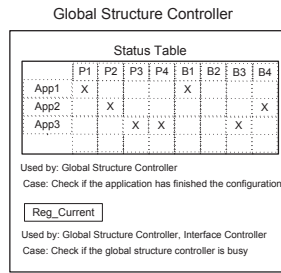 Global Structure Controller
Status Table
P1 P2 P3 P4 B1 B2 B3 B4
App1 X X
App2 X X
App3 X X X
Used by: Global Structure Controller
Case: Check if the application has finished the configuration
Reg_Current
Used by: Global Structure Controller, Interface Controller
Case: Check if the global structure controller is busy